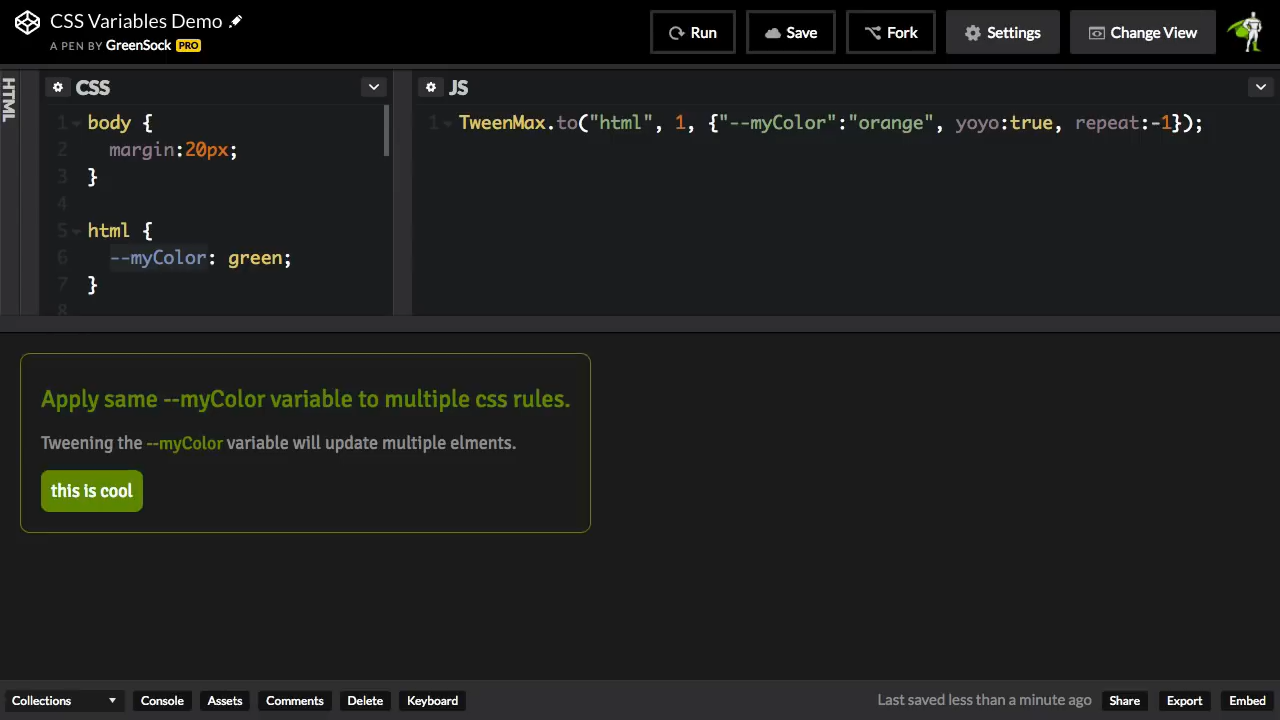 CSS Variables Demo
A PEN BY GreenSock PRO
Run
Save
Fork
Settings
Change View
HTML
CSS
1 body {
2 margin:20px;
3 }
4
5 html {
6 --myColor: green;
7 }
8
JS
1 TweenMax.to("html", 1, {"--myColor":"orange", yoyo:true, repeat:-1});
Apply same --myColor variable to multiple css rules.
Tweening the --myColor variable will update multiple elments.
this is cool
Collections
Console
Assets
Comments
Delete
Keyboard
Last saved less than a minute ago
Share
Export
Embed